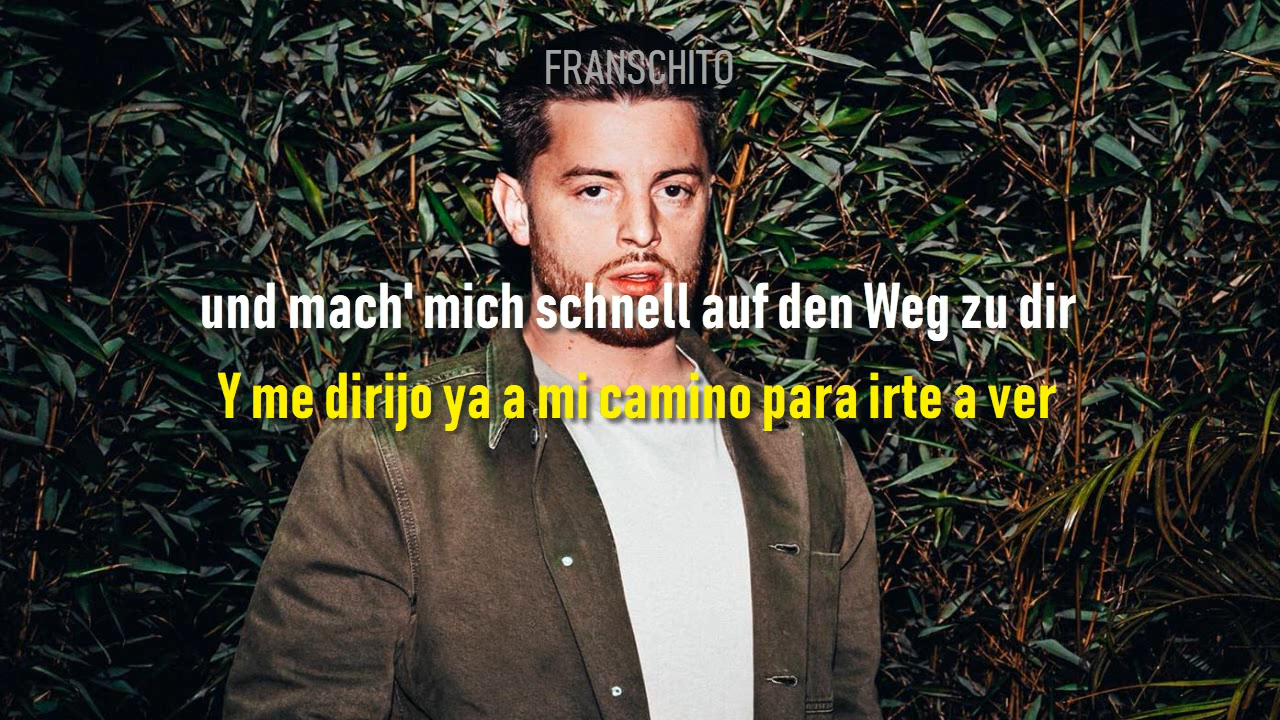 FRANSCHITO
und mach' mich schnell auf den Weg zu dir
Y me dirijo ya a mi camino para irte a ver